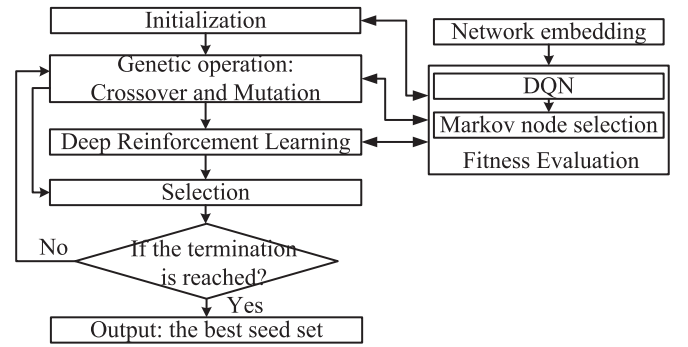 Initialization
Genetic operation:
Crossover and Mutation
Deep Reinforcement Learning
Selection
No
If the termination
is reached?
Yes
Output: the best seed set
Network embedding
DQN
Markov node selection
Fitness Evaluation